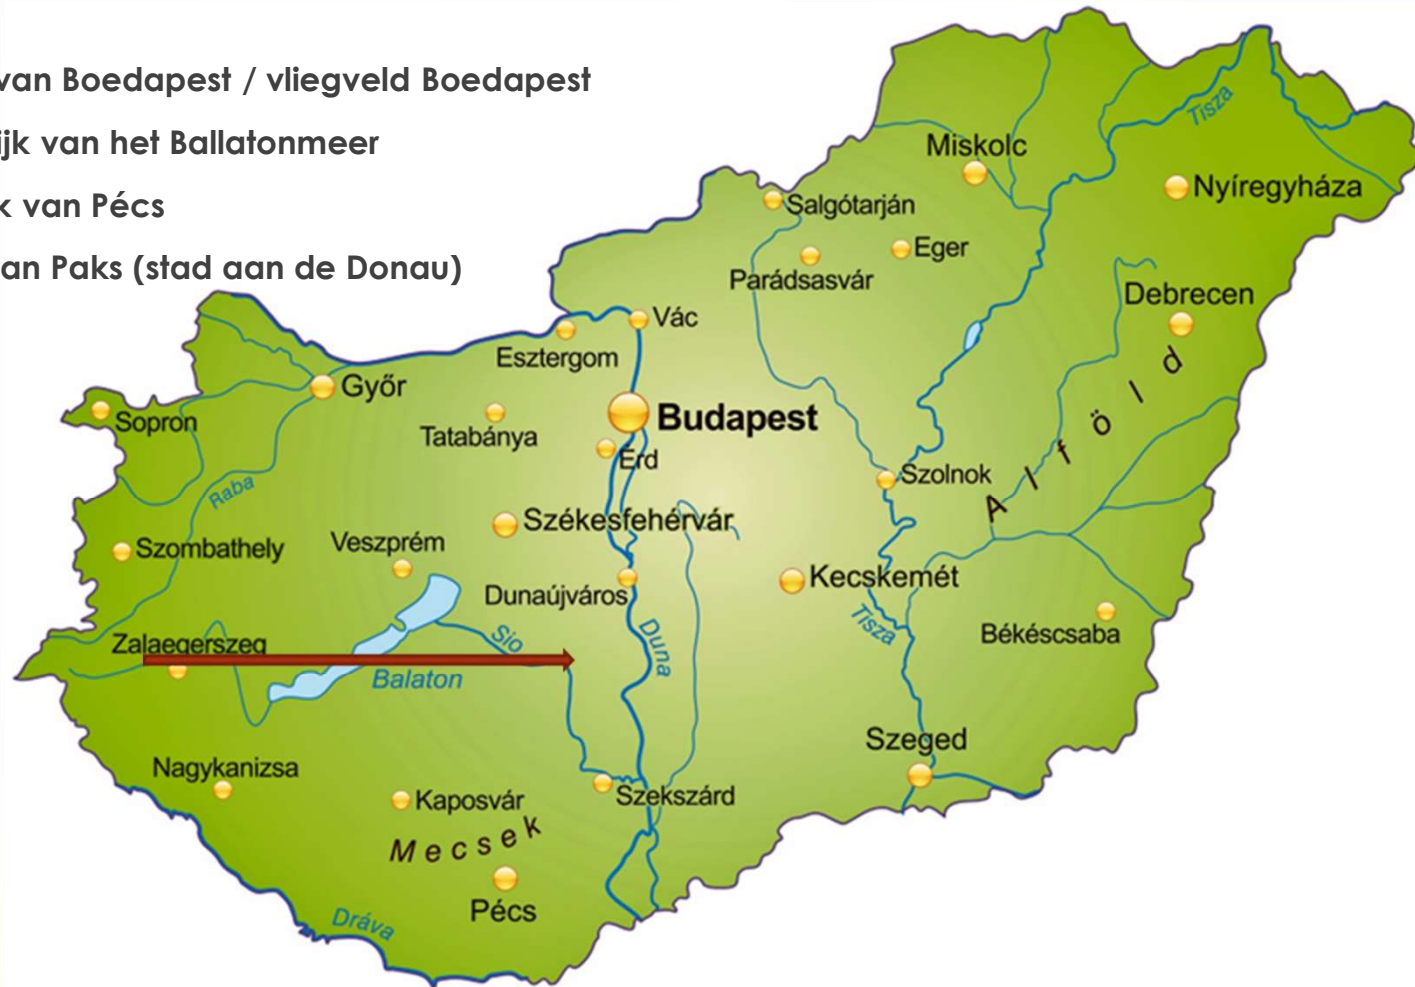 van Boedapest / vliegveld Boedapest
ijk van het Ballatonmeer
k van Pécs
an Paks (stad aan de Donau)
Tisza
Miskolc
Nyíregyháza
Salgótarján
Eger
Parádsasvár
Debrecen
Vác
Esztergom
Győr
Sopron
Tatabánya
Budapest
Érd
Szolnok
Alföld
Raba
Székesfehérvár
Szombathely
Veszprém
Kecskemét
Dunaújváros
Tisza
Békéscsaba
Zalaegerszeg
Sio
Duna
Balaton
Szeged
Nagykanizsa
Kaposvár
Szekszárd
Mecsek
Pécs
Dráva